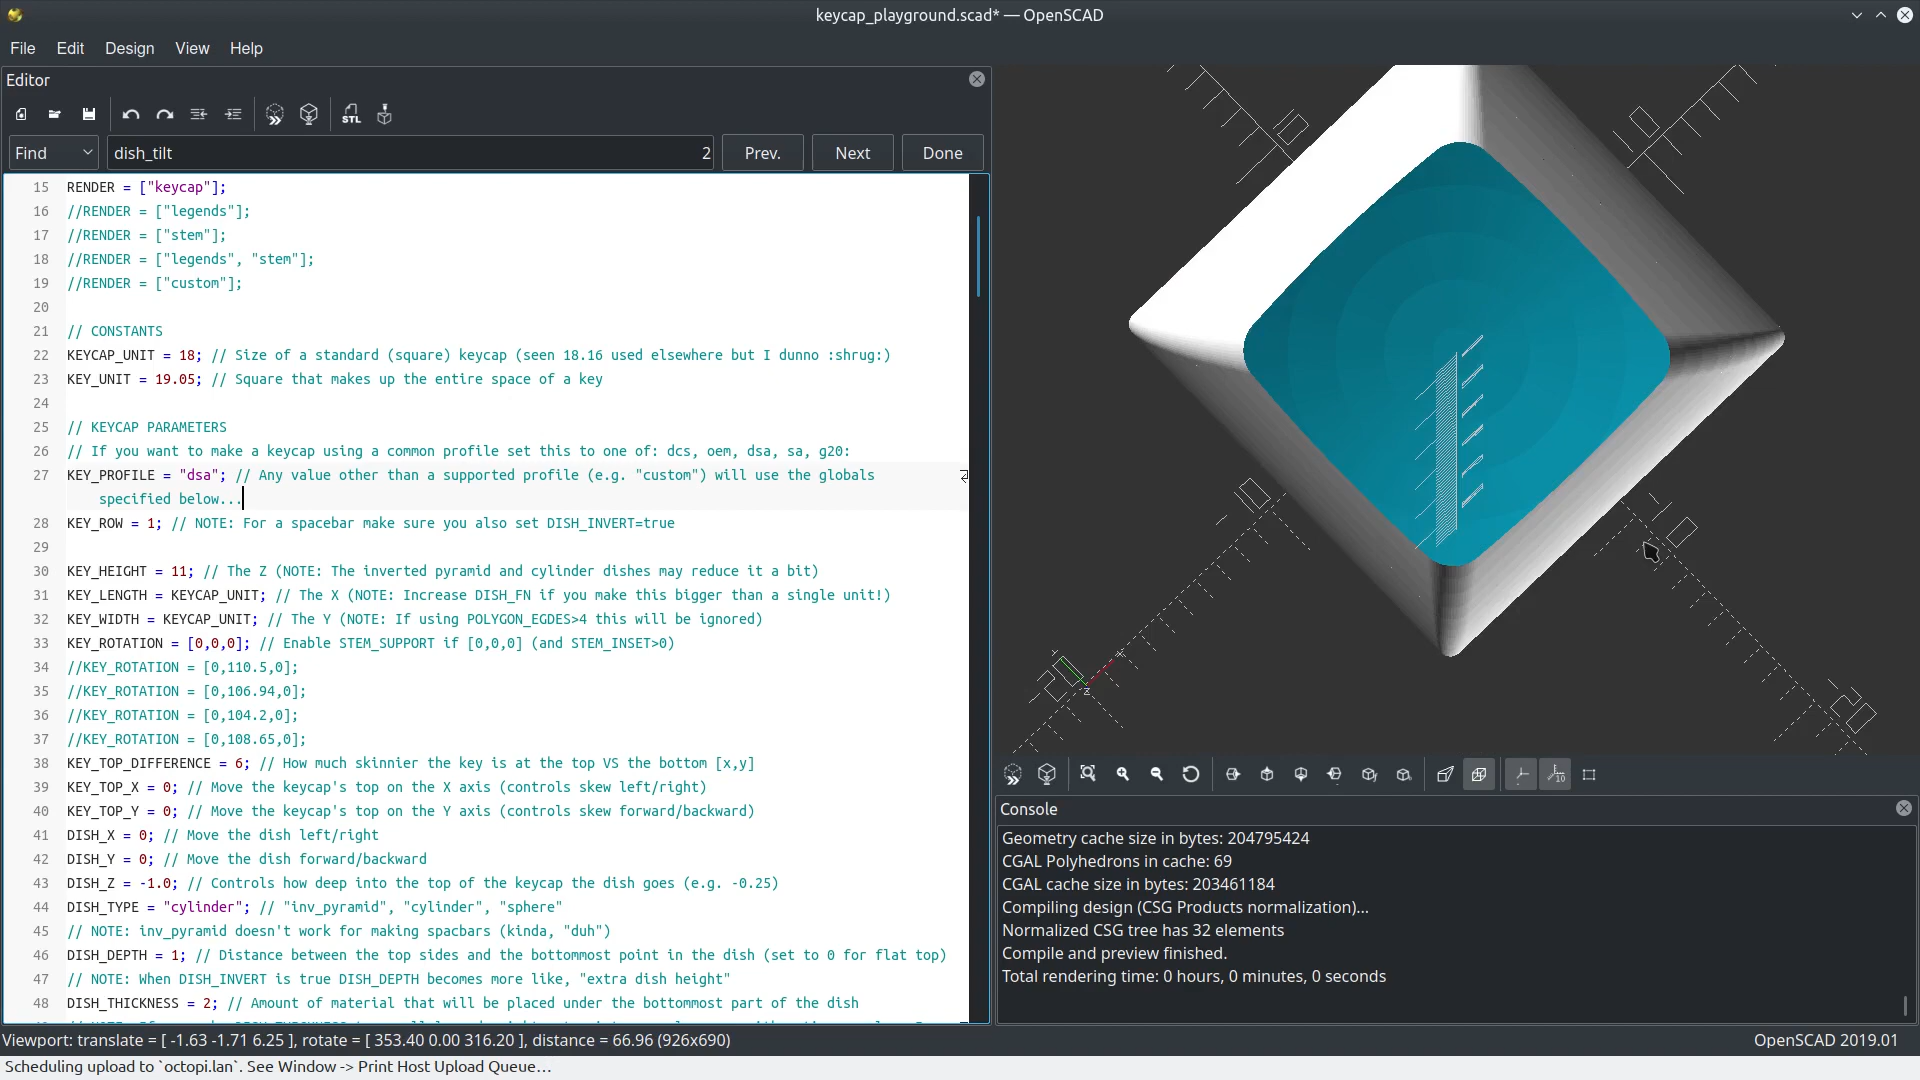 keycap_playground.scad* — OpenSCAD
File Edit Design View Help
Editor
STL
Find dish_tilt 2 Prev. Next Done
15 RENDER = ["keycap"];
16 //RENDER = ["legends"];
17 //RENDER = ["stem"];
18 //RENDER = ["legends", "stem"];
19 //RENDER = ["custom"];
20
21 // CONSTANTS
22 KEYCAP_UNIT = 18; // Size of a standard (square) keycap (seen 18.16 used elsewhere but I dunno :shrug:)
23 KEY_UNIT = 19.05; // Square that makes up the entire space of a key
24
25 // KEYCAP PARAMETERS
26 // If you want to make a keycap using a common profile set this to one of: dcs, oem, dsa, sa, g20:
27 KEY_PROFILE = "dsa"; // Any value other than a supported profile (e.g. "custom") will use the globals
specified below...
28 KEY_ROW = 1; // NOTE: For a spacebar make sure you also set DISH_INVERT=true
29
30 KEY_HEIGHT = 11; // The Z (NOTE: The inverted pyramid and cylinder dishes may reduce it a bit)
31 KEY_LENGTH = KEYCAP_UNIT; // The X (NOTE: Increase DISH_FN if you make this bigger than a single unit!)
32 KEY_WIDTH = KEYCAP_UNIT; // The Y (NOTE: If using POLYGON_EGDES>4 this will be ignored)
33 KEY_ROTATION = [0,0,0]; // Enable STEM_SUPPORT if [0,0,0] (and STEM_INSET>0)
34 //KEY_ROTATION = [0,110.5,0];
35 //KEY_ROTATION = [0,106.94,0];
36 //KEY_ROTATION = [0,104.2,0];
37 //KEY_ROTATION = [0,108.65,0];
38 KEY_TOP_DIFFERENCE = 6; // How much skinnier the key is at the top VS the bottom [x,y]
39 KEY_TOP_X = 0; // Move the keycap's top on the X axis (controls skew left/right)
40 KEY_TOP_Y = 0; // Move the keycap's top on the Y axis (controls skew forward/backward)
41 DISH_X = 0; // Move the dish left/right
42 DISH_Y = 0; // Move the dish forward/backward
43 DISH_Z = -1.0; // Controls how deep into the top of the keycap the dish goes (e.g. -0.25)
44 DISH_TYPE = "cylinder"; // "inv_pyramid", "cylinder", "sphere"
45 // NOTE: inv_pyramid doesn't work for making spacbars (kinda, "duh")
46 DISH_DEPTH = 1; // Distance between the top sides and the bottommost point in the dish (set to 0 for flat top)
47 // NOTE: When DISH_INVERT is true DISH_DEPTH becomes more like, "extra dish height"
48 DISH_THICKNESS = 2; // Amount of material that will be placed under the bottommost part of the dish
10
Console
Geometry cache size in bytes: 204795424
CGAL Polyhedrons in cache: 69
CGAL cache size in bytes: 203461184
Compiling design (CSG Products normalization)...
Normalized CSG tree has 32 elements
Compile and preview finished.
Total rendering time: 0 hours, 0 minutes, 0 seconds
Viewport: translate = [ -1.63 -1.71 6.25 ], rotate = [ 353.40 0.00 316.20 ], distance = 66.96 (926x690)
OpenSCAD 2019.01
Scheduling upload to `octopi.lan`. See Window -> Print Host Upload Queue…